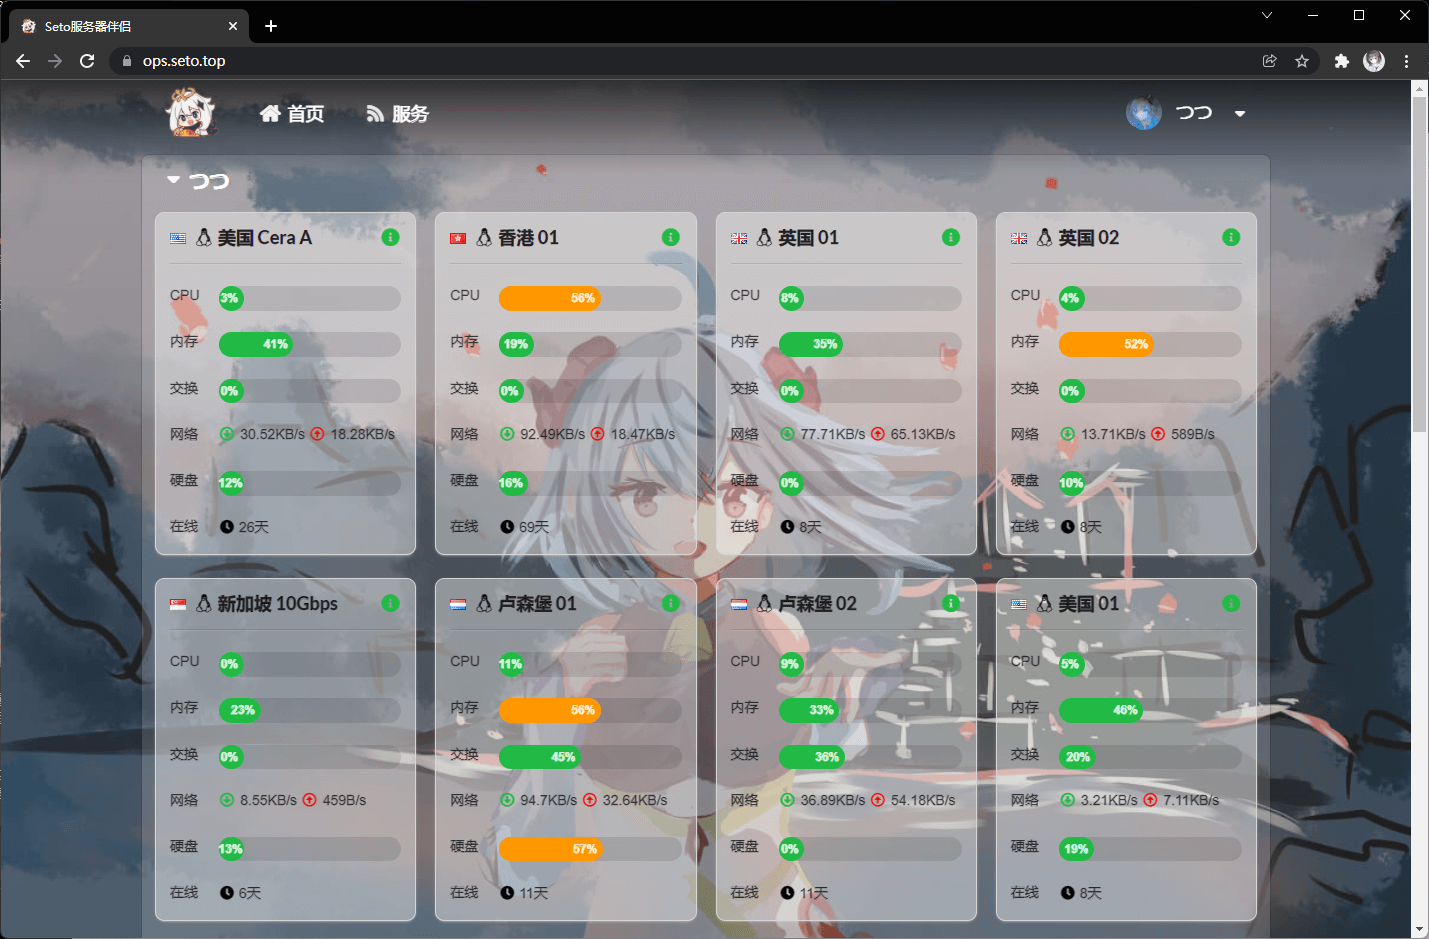 Seto服务器伴侣
ops.seto.top
首页 服务 つつ
つつ
美国 Cera A
CPU 3%
内存 41%
交换 0%
网络 30.52KB/s 18.28KB/s
硬盘 12%
在线 26天
香港 01
CPU 56%
内存 19%
交换 0%
网络 92.49KB/s 18.47KB/s
硬盘 16%
在线 69天
英国 01
CPU 8%
内存 35%
交换 0%
网络 77.71KB/s 65.13KB/s
硬盘 0%
在线 8天
英国 02
CPU 4%
内存 52%
交换 0%
网络 13.71KB/s 589B/s
硬盘 10%
在线 8天
新加坡 10Gbps
CPU 0%
内存 23%
交换 0%
网络 8.55KB/s 459B/s
硬盘 13%
在线 6天
卢森堡 01
CPU 11%
内存 56%
交换 45%
网络 94.7KB/s 32.64KB/s
硬盘 57%
在线 11天
卢森堡 02
CPU 9%
内存 33%
交换 36%
网络 36.89KB/s 54.18KB/s
硬盘 0%
在线 11天
美国 01
CPU 5%
内存 46%
交换 20%
网络 3.21KB/s 7.11KB/s
硬盘 19%
在线 8天